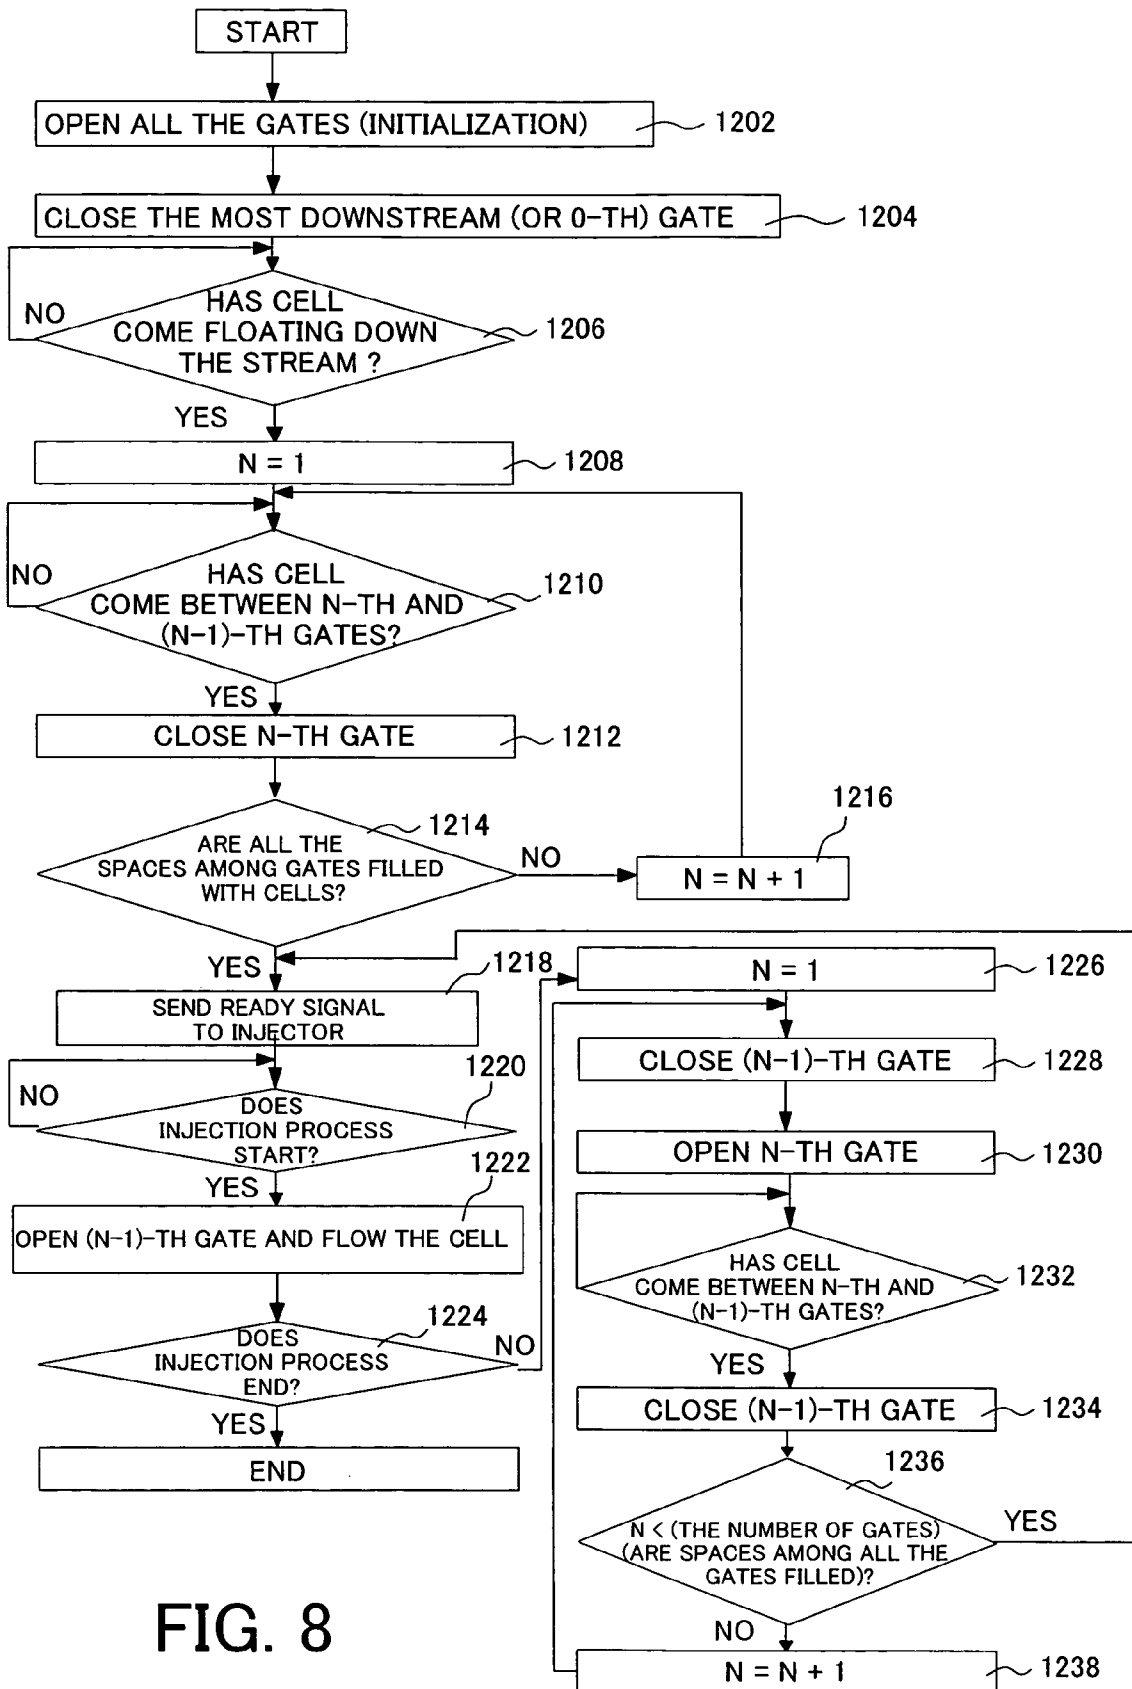 START
OPEN ALL THE GATES (INITIALIZATION)
1202
CLOSE THE MOST DOWNSTREAM (OR 0-TH) GATE
1204
HAS CELL
COME FLOATING DOWN
THE STREAM ?
1206
NO
YES
N = 1
1208
HAS CELL
COME BETWEEN N-TH AND
(N-1)-TH GATES?
1210
NO
YES
CLOSE N-TH GATE
1212
ARE ALL THE
SPACES AMONG GATES FILLED
WITH CELLS?
1214
NO
N = N + 1
1216
YES
SEND READY SIGNAL
TO INJECTOR
1218
DOES
INJECTION PROCESS
START?
1220
NO
YES
OPEN (N-1)-TH GATE AND FLOW THE CELL
1222
DOES
INJECTION PROCESS
END?
1224
NO
YES
END
N = 1
1226
CLOSE (N-1)-TH GATE
1228
OPEN N-TH GATE
1230
HAS CELL
COME BETWEEN N-TH AND
(N-1)-TH GATES?
1232
YES
CLOSE (N-1)-TH GATE
1234
N < (THE NUMBER OF GATES)
(ARE SPACES AMONG ALL THE
GATES FILLED)?
1236
YES
NO
N = N + 1
1238
FIG. 8